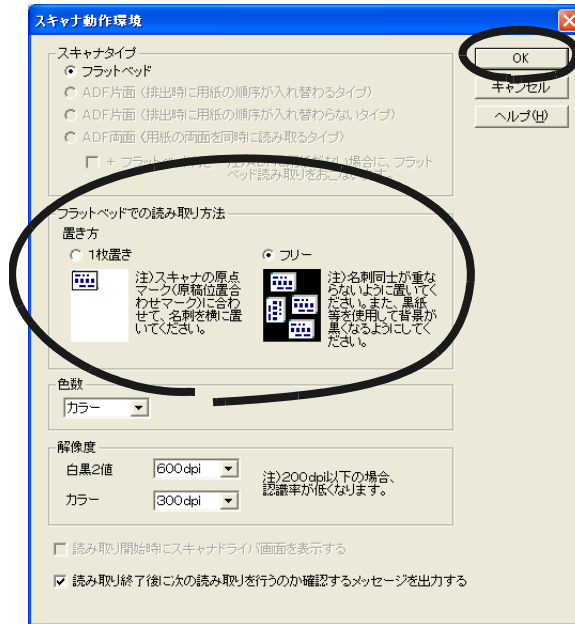 スキャナ動作環境
スキャナタイプ
フラットベッド
ADF片面 (排出時に用紙の順序が入れ替わるタイプ)
ADF片面 (排出時に用紙の順序が入れ替わらないタイプ)
ADF両面 (用紙の両面を同時に読み取るタイプ)
+ フラットベッド
場合に、フラット
ベッド読み取りをおこないます。
OK
キャンセル
ヘルプ(H)
フラットベッドでの読み取り方法
置き方
1枚置き
注)スキャナの原点
マーク(原稿位置合
わせマーク)に合わ
せて、名刺を横に置
いてください。
フリー
注)名刺同士が重な
らないように置いてく
ださい。また、黒紙
等を使用して背景が
黒くなるようにしてく
ださい。
色数
カラー
解像度
白黒2値
600dpi
カラー
300dpi
注)200dpi以下の場合、
認識率が低くなります。
読み取り開始時にスキャナドライバ画面を表示する
読み取り終了後に次の読み取りを行うのか確認するメッセージを出力する